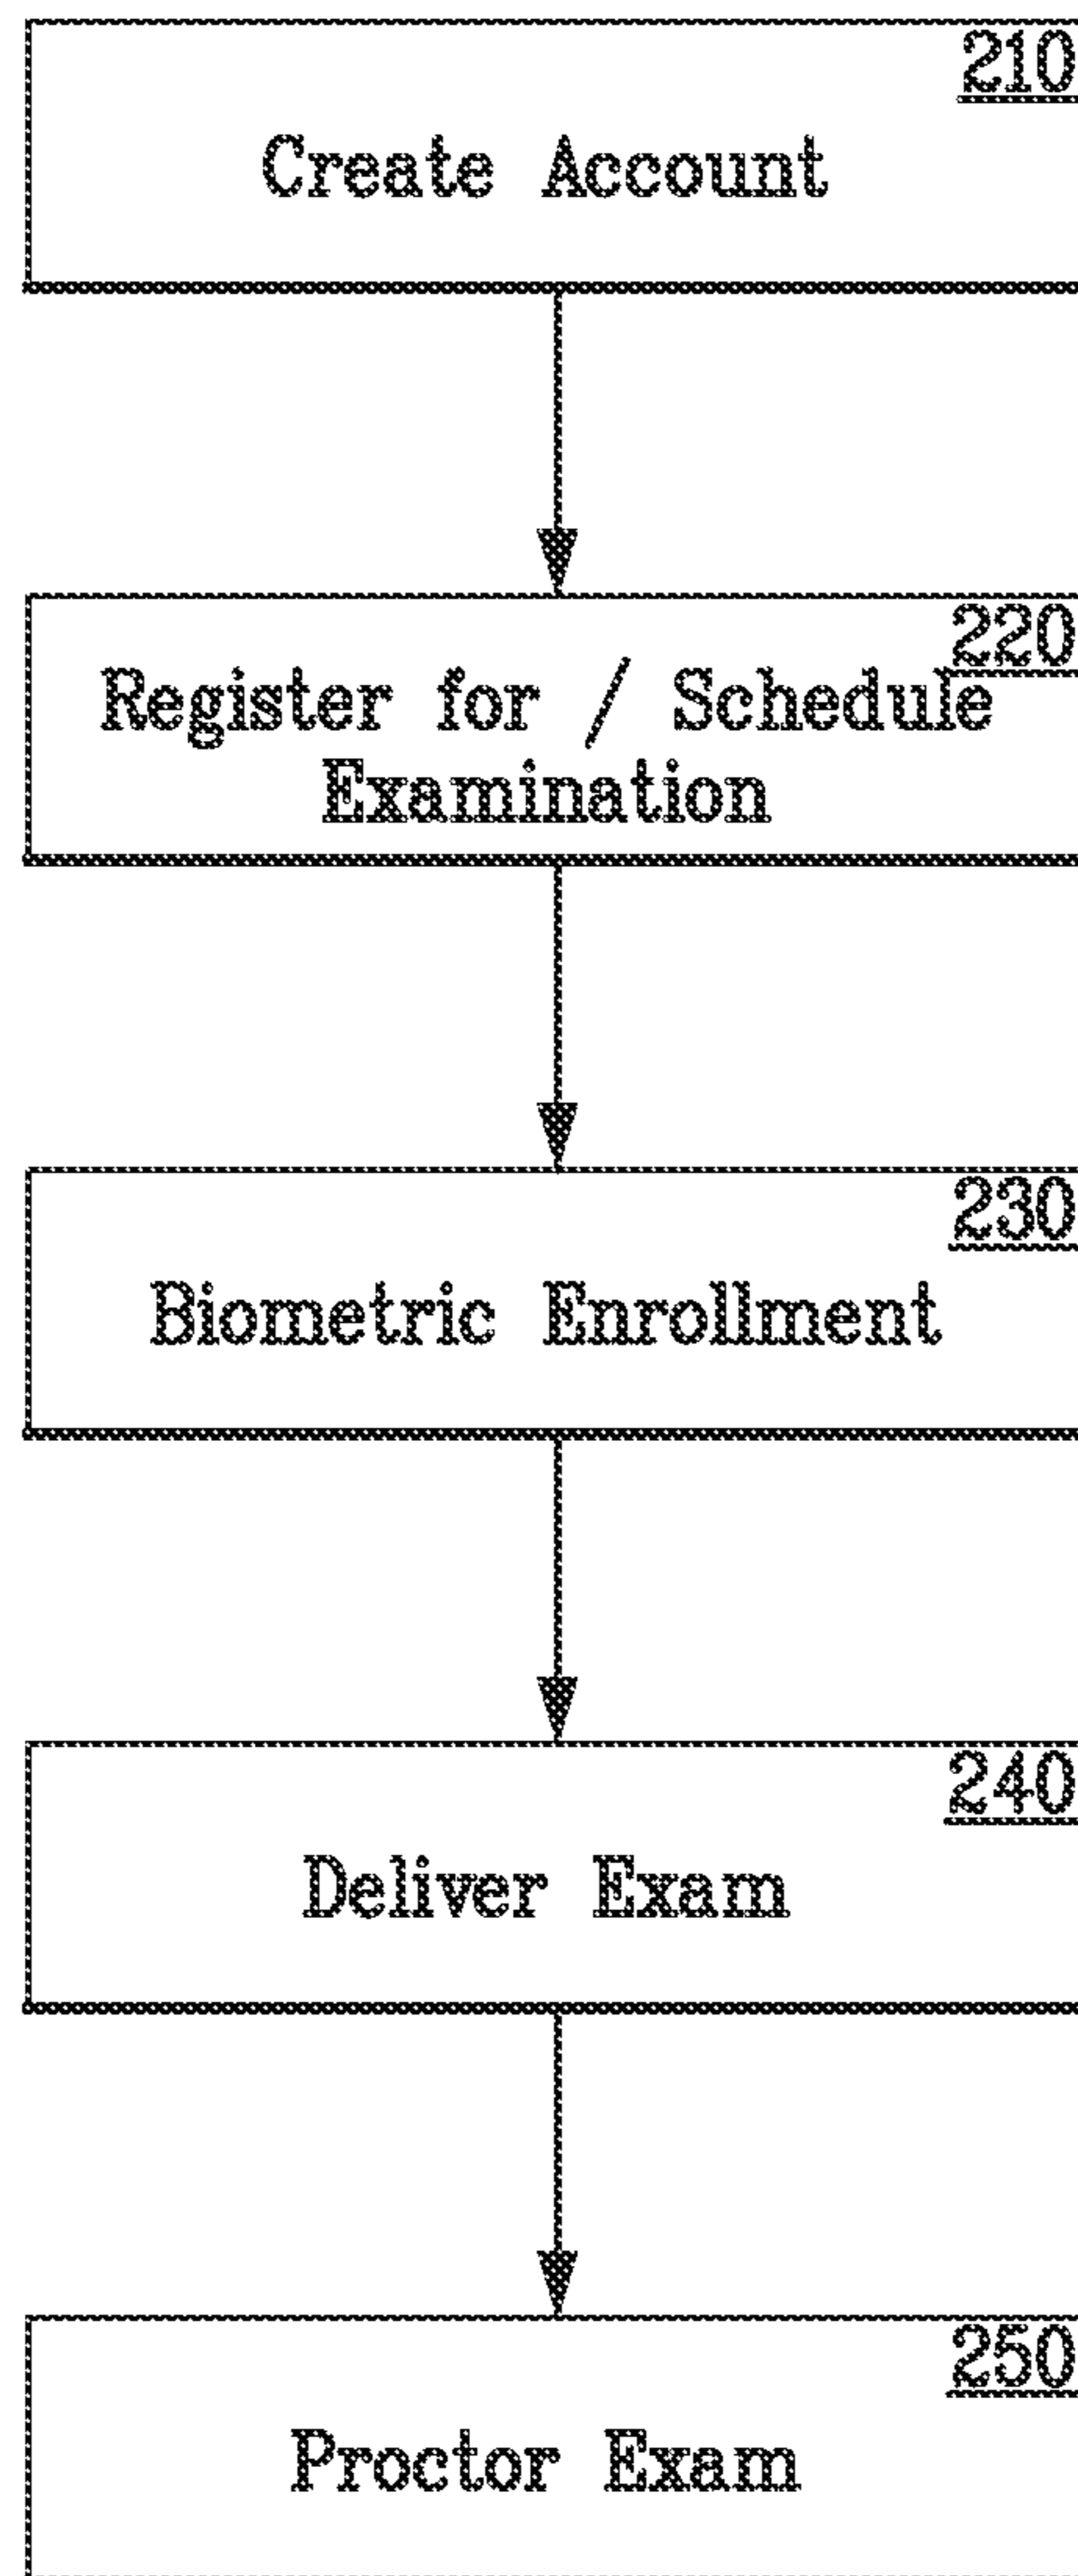 210
Create Account
220
Register for / Schedule
Examination
230
Biometric Enrollment
240
Deliver Exam
250
Proctor Exam